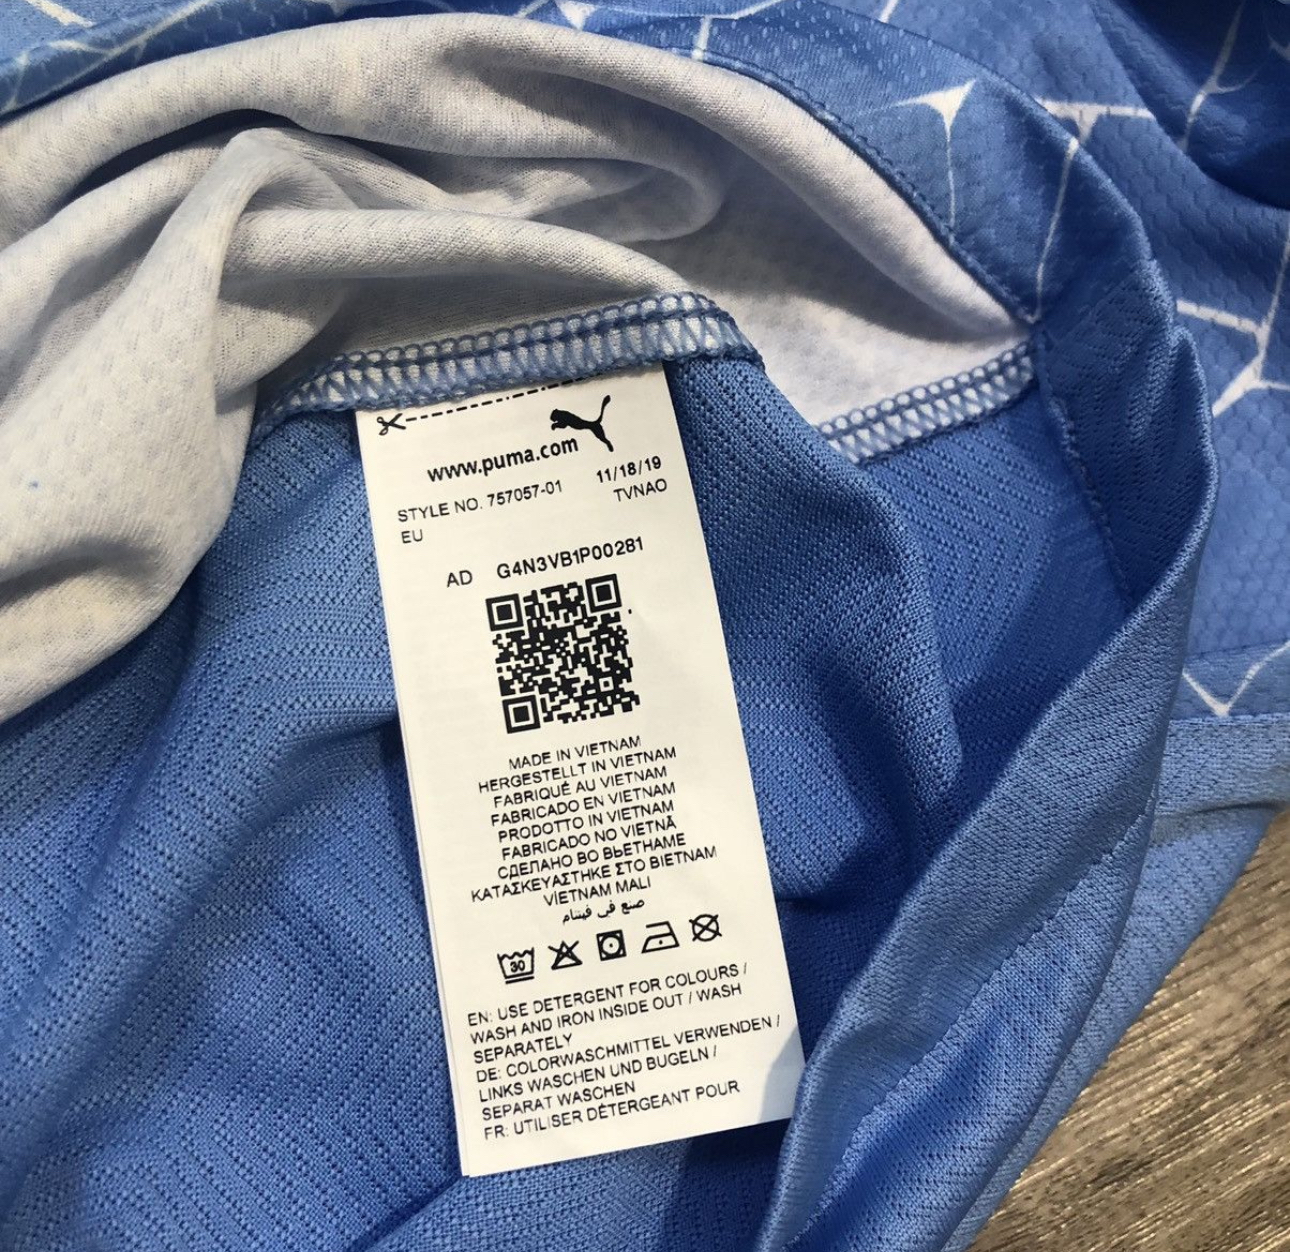 www.puma.com
STYLE NO. 757057-01 11/18/19
EU TVNAO
AD G4N3VB1P00281
MADE IN VIETNAM
HERGESTELLT IN VIETNAM
FABRIQUÉ AU VIETNAM
FABRICADO EN VIETNAM
PRODOTTO IN VIETNAM
FABRICADO NO VIETNÃ
СДЕЛАНО ВО ВЬЕТНАМЕ
ΚΑΤΑΣΚΕΥΑΣΤΗΚΕ ΣΤΟ ΒΙΕΤΝΑΜ
VİETNAM MALI
صنع في فيتنام
30
EN: USE DETERGENT FOR COLOURS /
WASH AND IRON INSIDE OUT / WASH
SEPARATELY
DE: COLORWASCHMITTEL VERWENDEN /
LINKS WASCHEN UND BÜGELN /
SEPARAT WASCHEN
FR: UTILISER DÉTERGEANT POUR